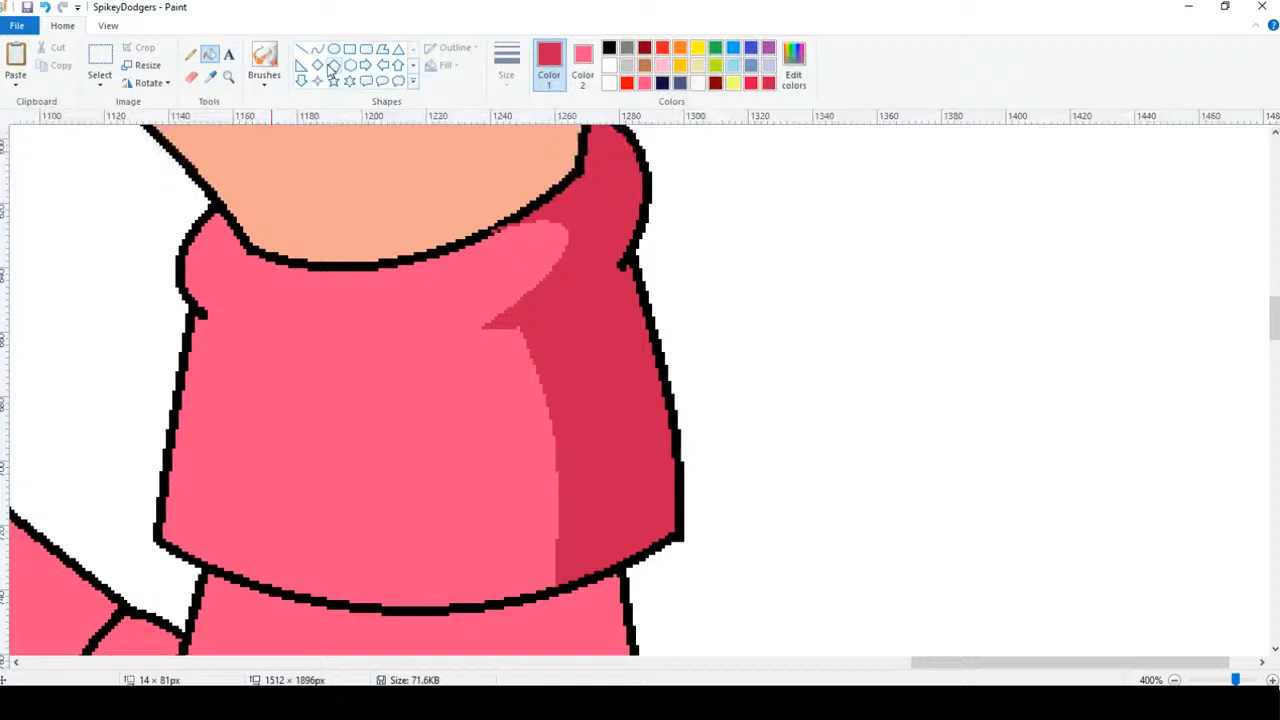 SpikeyDodgers - Paint
File Home View
Paste
Cut
Copy
Clipboard
Select
Crop
Resize
Rotate
Image
A
Tools
Brushes
Outline
Fill
Shapes
Size
Color 1
Color 2
Edit colors
Colors
1100 1120 1140 1160 1180 1200 1220 1240 1260 1280 1300 1320 1340 1360 1380 1400 1420 1440 1460 148
14 × 81px 1512 × 1896px Size: 71.6KB 400%